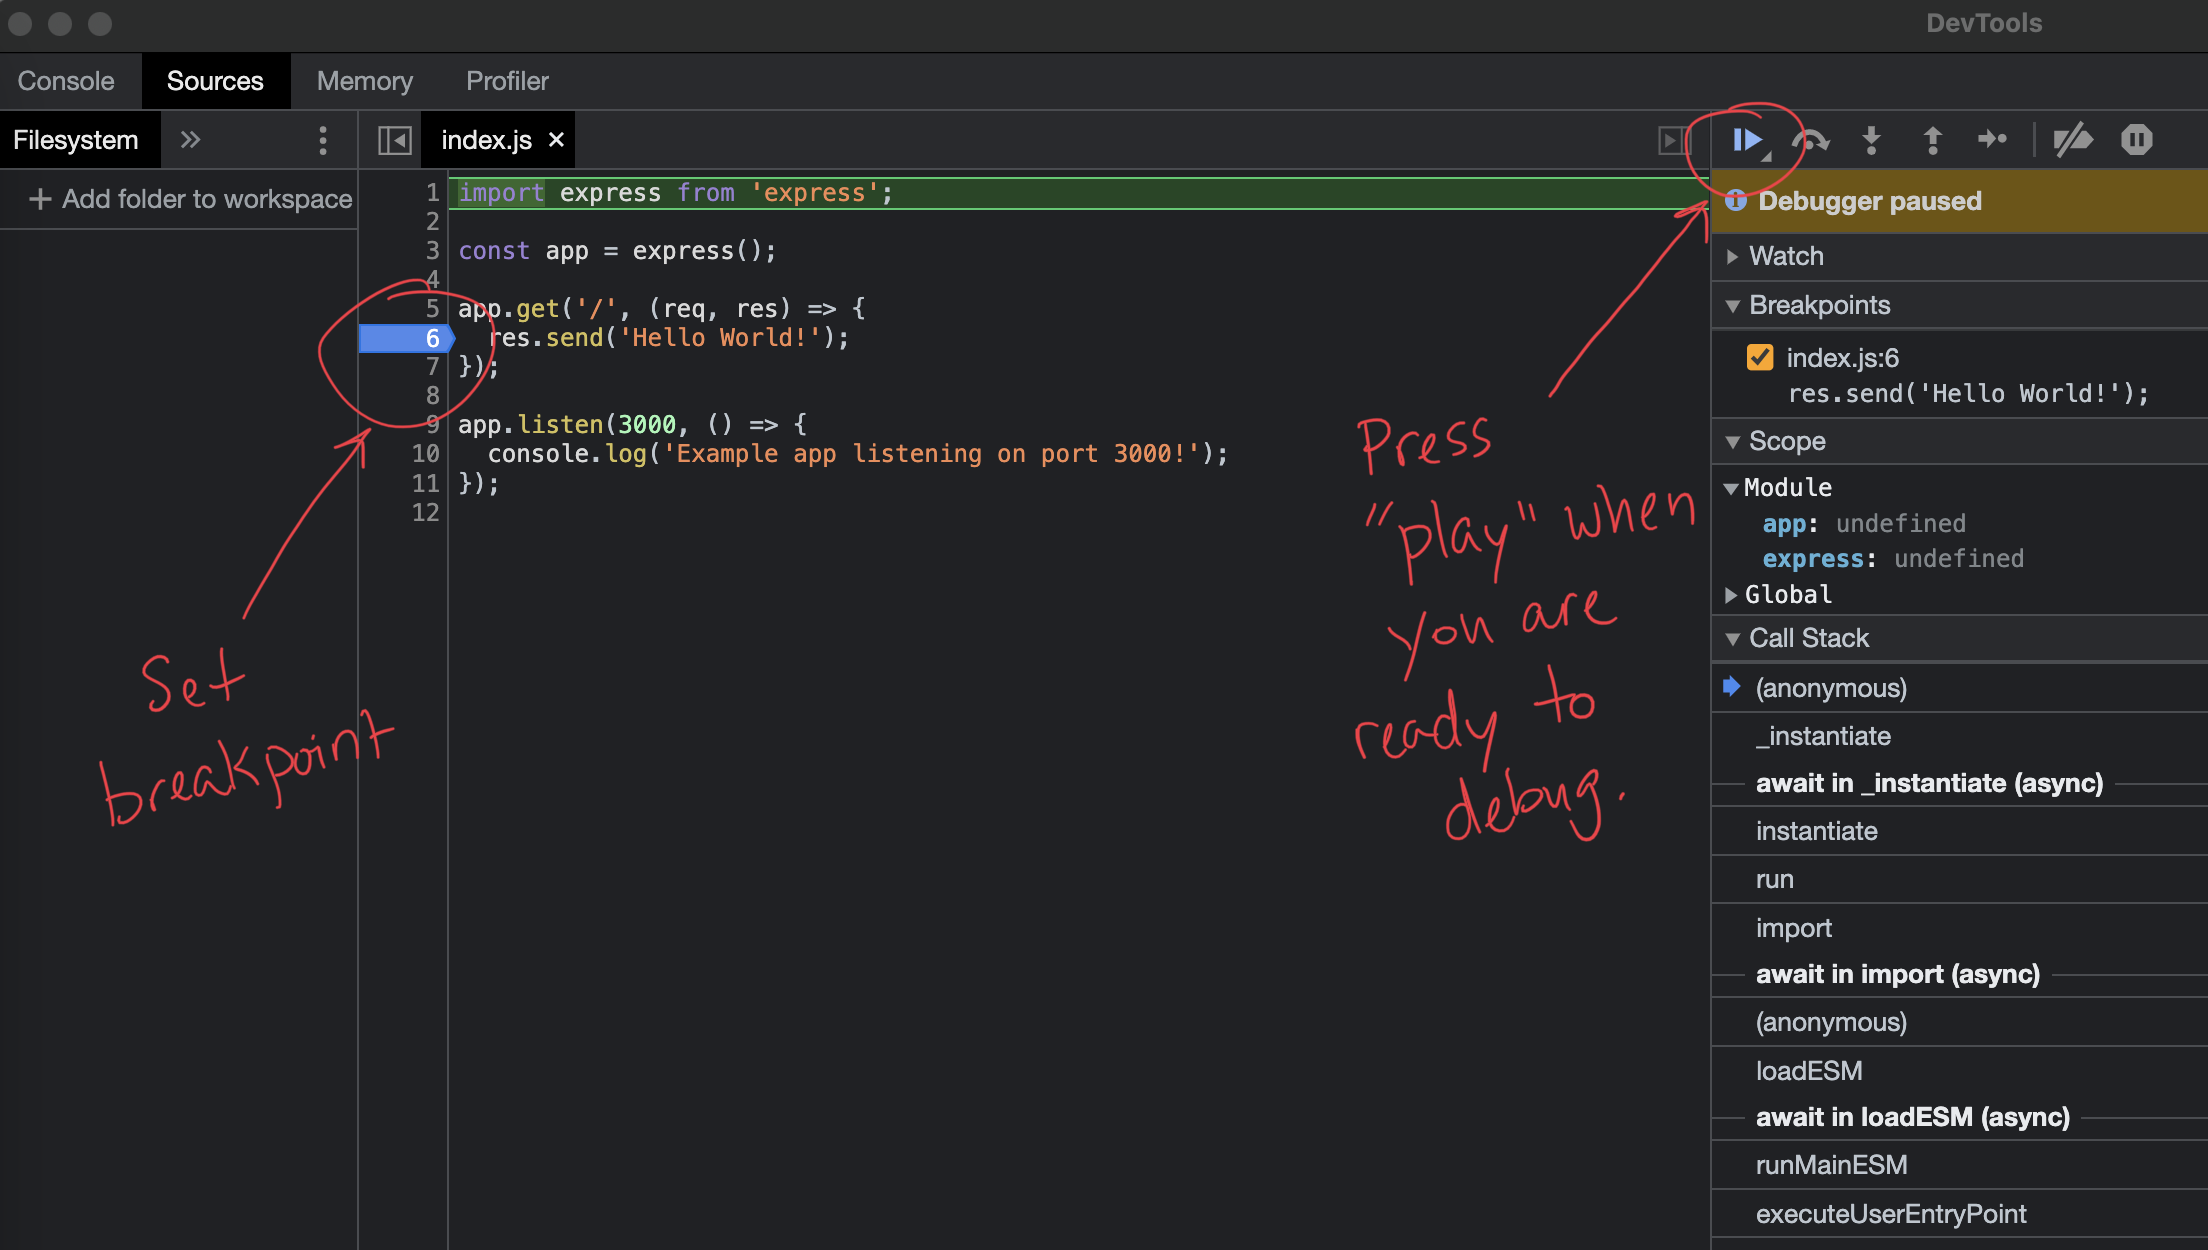 DevTools
Console Sources Memory Profiler
Filesystem
+ Add folder to workspace
index.js ×
1 import express from 'express';
2
3 const app = express();
4
5 app.get('/', (req, res) => {
6 res.send('Hello World!');
7 });
8
9 app.listen(3000, () => {
10 console.log('Example app listening on port 3000!');
11 });
12
Set
breakpoint
Press
"play" when
you are
ready to
debug.
Debugger paused
Watch
Breakpoints
index.js:6
res.send('Hello World!');
Scope
Module
app: undefined
express: undefined
Global
Call Stack
(anonymous)
_instantiate
await in _instantiate (async)
instantiate
run
import
await in import (async)
(anonymous)
loadESM
await in loadESM (async)
runMainESM
executeUserEntryPoint